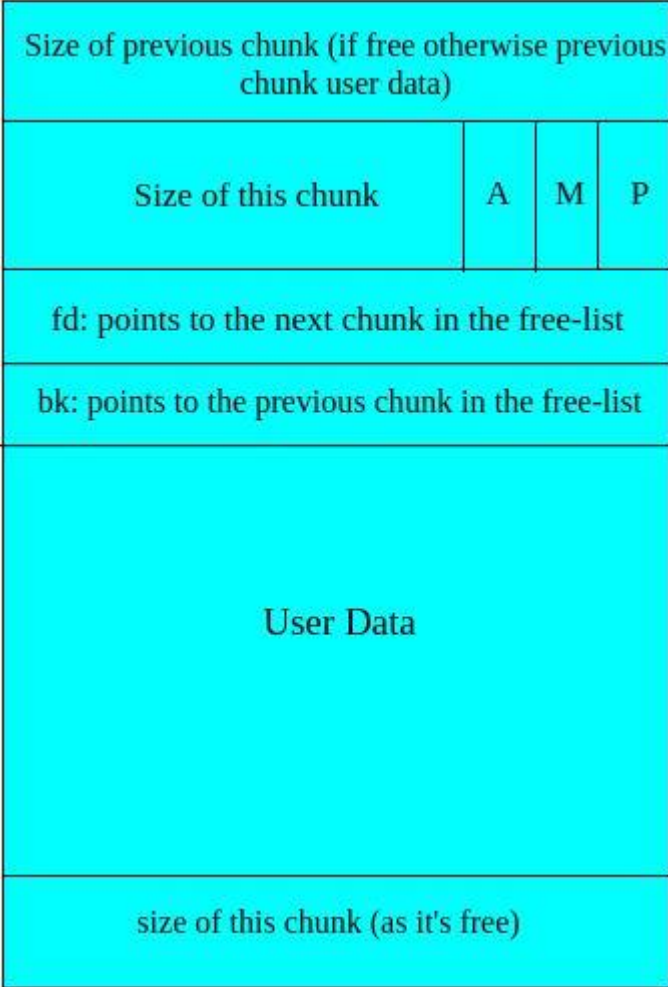 Size of previous chunk (if free otherwise previous
chunk user data)
Size of this chunk A M P
fd: points to the next chunk in the free-list
bk: points to the previous chunk in the free-list
User Data
size of this chunk (as it's free)